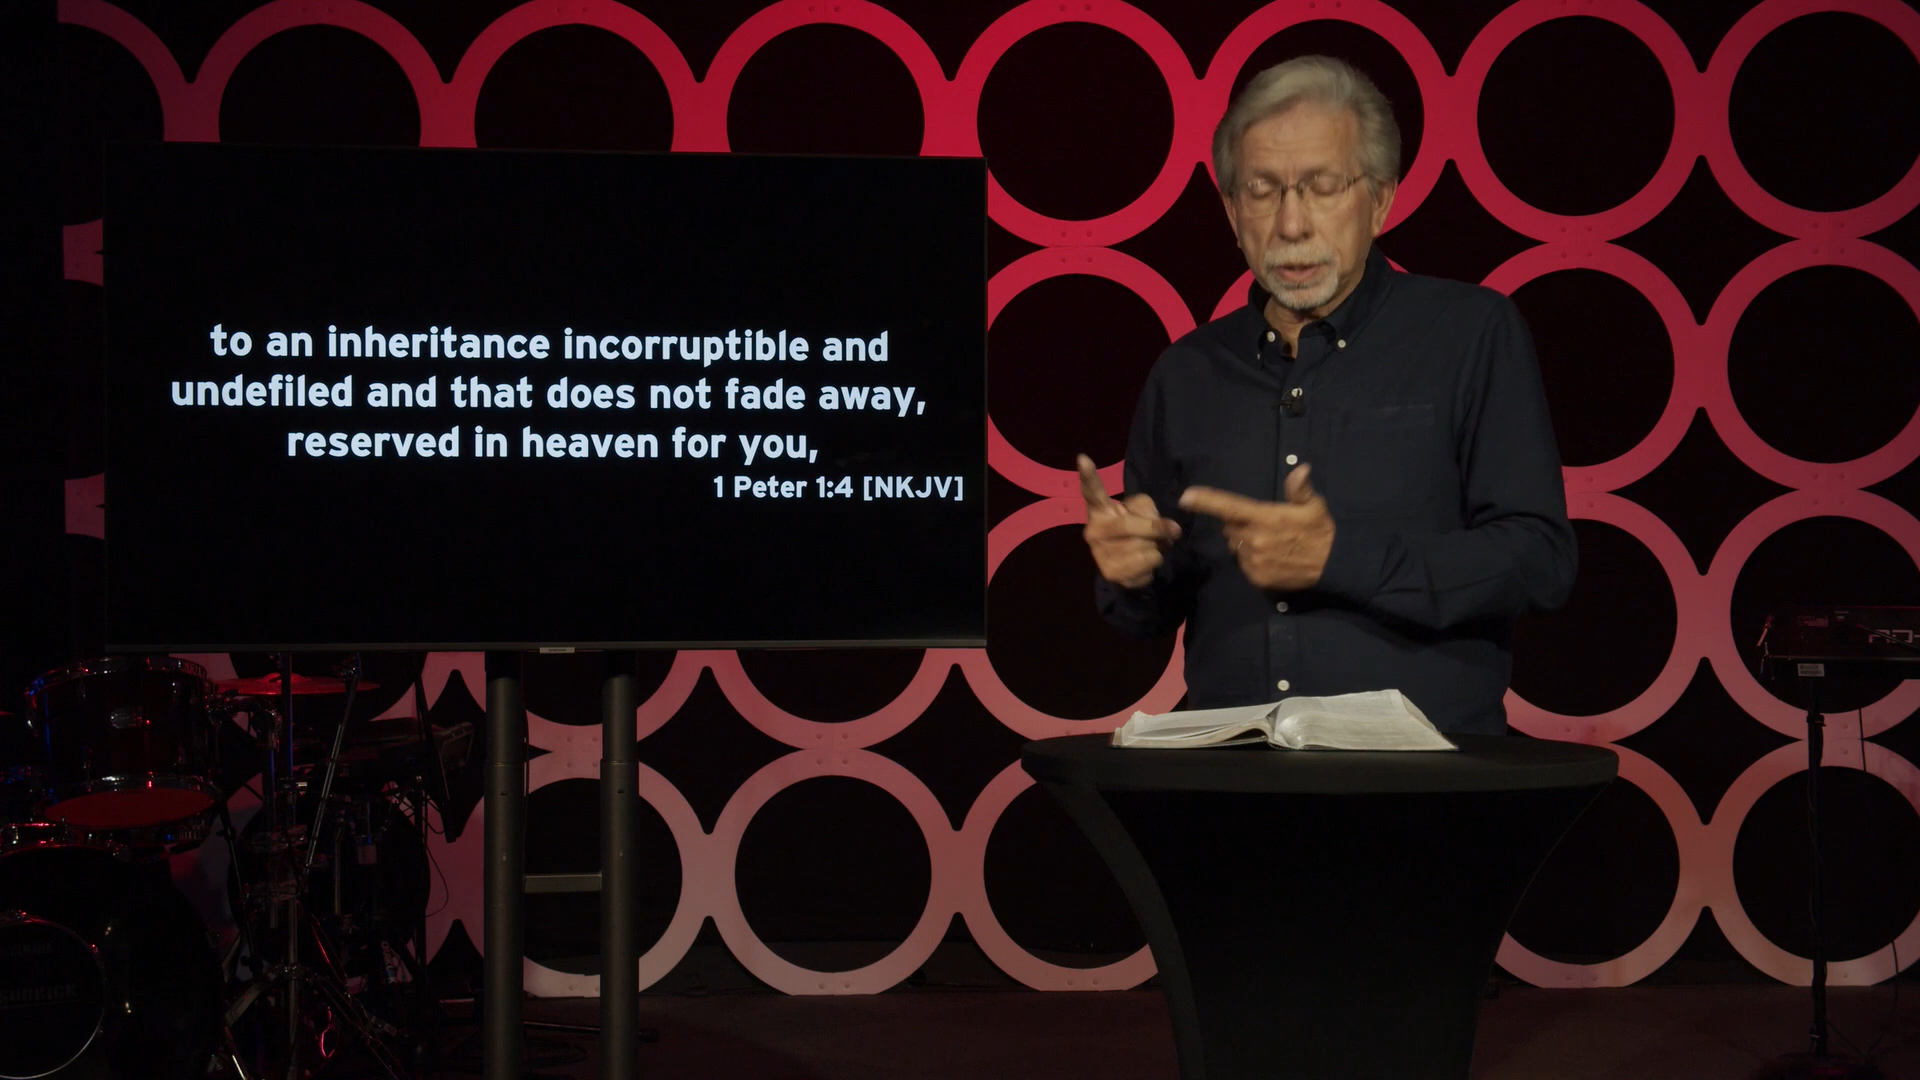 to an inheritance incorruptible and
undefiled and that does not fade away,
reserved in heaven for you,
1 Peter 1:4 [NKJV]